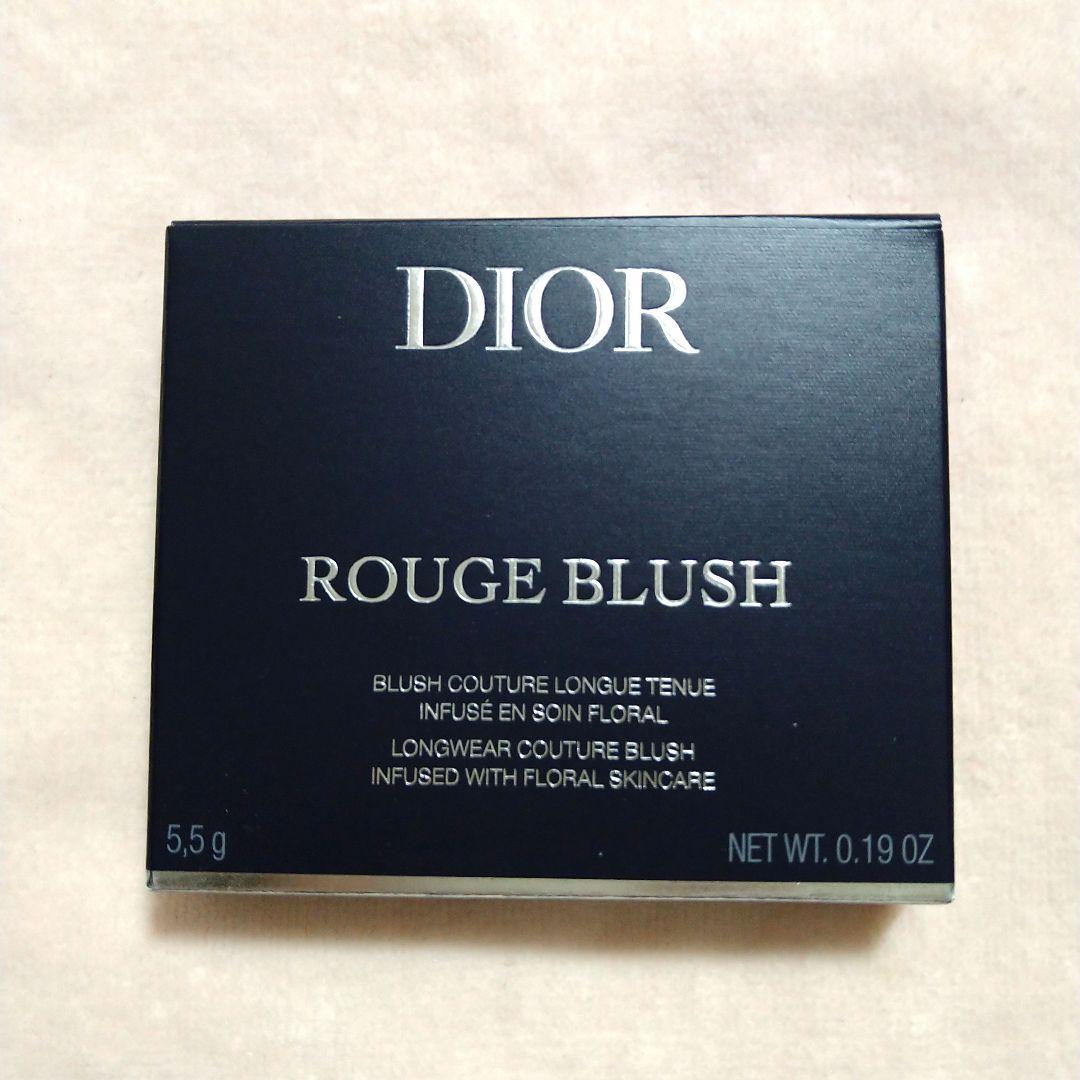 DIOR
ROUGE BLUSH
BLUSH COUTURE LONGUE TENUE
INFUSÉ EN SOIN FLORAL
LONGWEAR COUTURE BLUSH
INFUSED WITH FLORAL SKINCARE
5,5 g
NET WT. 0.19 OZ